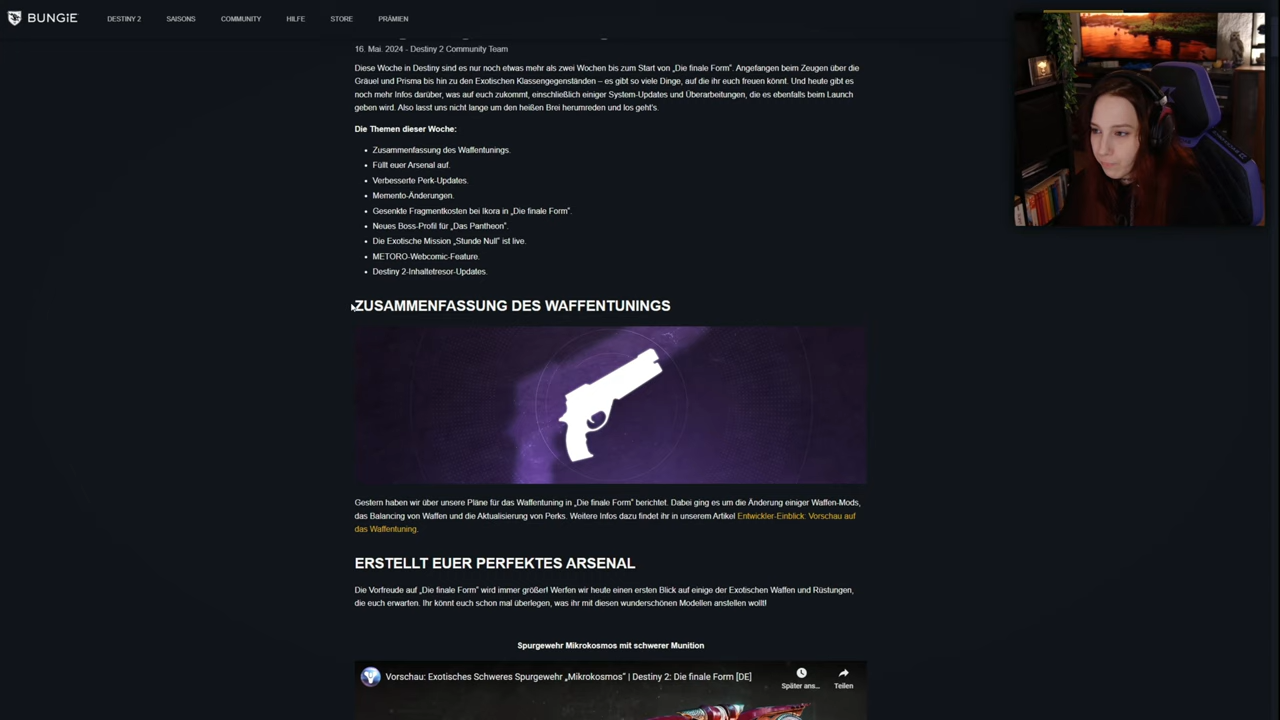 BUNGiE
DESTINY 2
SAISONS
COMMUNITY
HILFE
STORE
PRÄMIEN
16. Mai. 2024 - Destiny 2 Community Team
Diese Woche in Destiny sind es nur noch etwas mehr als zwei Wochen bis zum Start von „Die finale Form". Angefangen beim Zeugen über die
Gräuel und Prisma bis hin zu den Exotischen Klassengegenständen – es gibt so viele Dinge, auf die ihr euch freuen könnt. Und heute gibt es
noch mehr Infos darüber, was auf euch zukommt, einschließlich einiger System-Updates und Überarbeitungen, die es ebenfalls beim Launch
geben wird. Also lasst uns nicht lange um den heißen Brei herumreden und los geht's.
Die Themen dieser Woche:
• Zusammenfassung des Waffentunings.
• Füllt euer Arsenal auf.
• Verbesserte Perk-Updates.
• Memento-Änderungen.
• Gesenkte Fragmentkosten bei Ikora in „Die finale Form".
• Neues Boss-Profil für „Das Pantheon".
• Die Exotische Mission „Stunde Null" ist live.
• METORO-Webcomic-Feature.
• Destiny 2-Inhaltetresor-Updates.
ZUSAMMENFASSUNG DES WAFFENTUNINGS
Gestern haben wir über unsere Pläne für das Waffentuning in „Die finale Form" berichtet. Dabei ging es um die Änderung einiger Waffen-Mods,
das Balancing von Waffen und die Aktualisierung von Perks. Weitere Infos dazu findet ihr in unserem Artikel Entwickler-Einblick: Vorschau auf
das Waffentuning.
ERSTELLT EUER PERFEKTES ARSENAL
Die Vorfreude auf „Die finale Form" wird immer größer! Werfen wir heute einen ersten Blick auf einige der Exotischen Waffen und Rüstungen,
die euch erwarten. Ihr könnt euch schon mal überlegen, was ihr mit diesen wunderschönen Modellen anstellen wollt!
Spurgewehr Mikrokosmos mit schwerer Munition
Vorschau: Exotisches Schweres Spurgewehr „Mikrokosmos" | Destiny 2: Die finale Form [DE]
Später ans...
Teilen